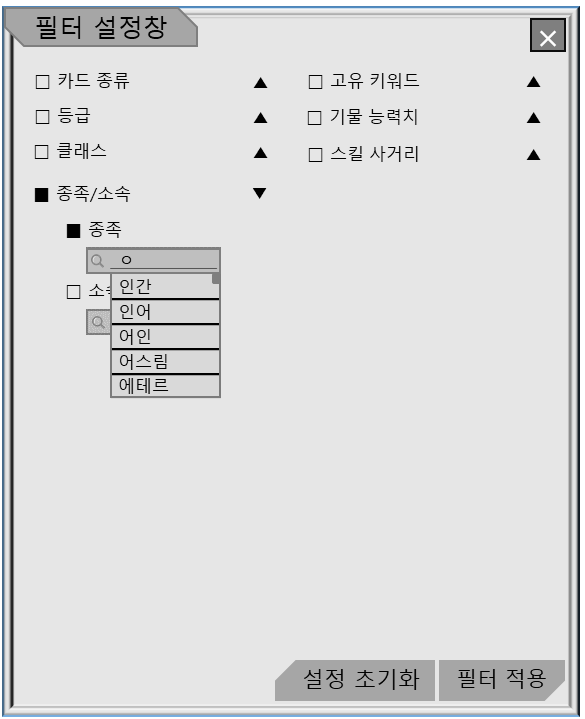 필터 설정창
□ 카드 종류 ▲
□ 등급 ▲
□ 클래스 ▲
■ 종족/소속 ▼
■ 종족
ㅇ
인간
인어
어인
어스림
에테르
□ 고유 키워드 ▲
□ 기물 능력치 ▲
□ 스킬 사거리 ▲
설정 초기화
필터 적용